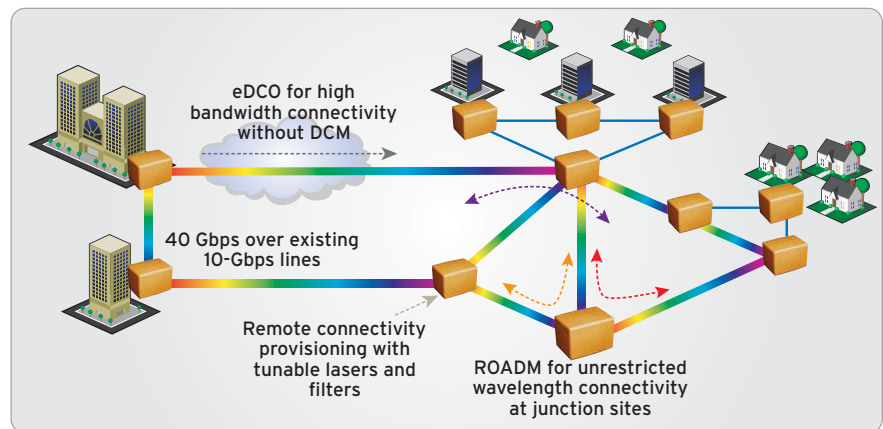 eDCO for high
bandwidth connectivity
without DCM
40 Gbps over existing
10-Gbps lines
Remote connectivity
provisioning with
tunable lasers and
filters
ROADM for unrestricted
wavelength connectivity
at junction sites